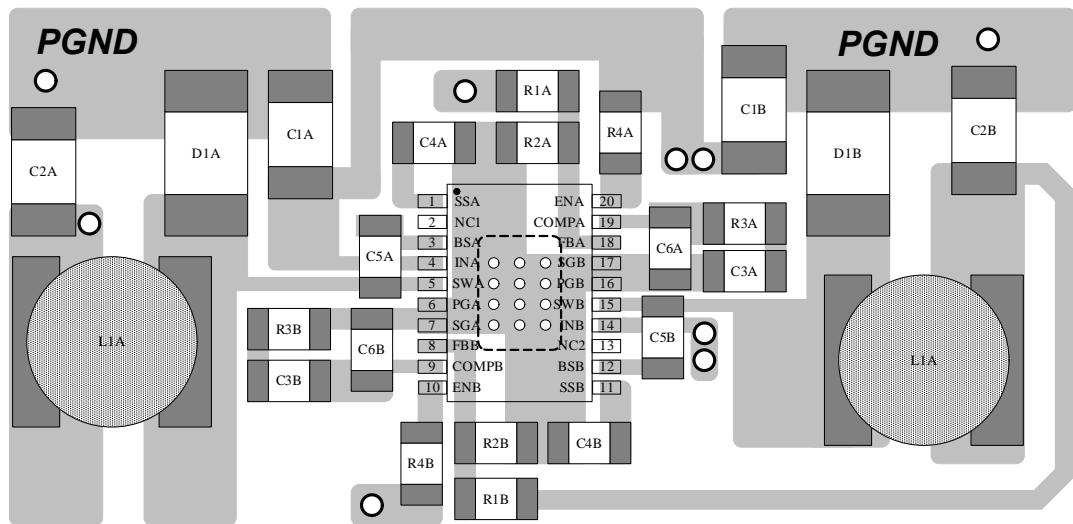 PGND
PGND
R1A
C1A
C1B
C2B
R4A
C4A
R2A
D1A
D1B
C2A
1 SSA ENA 20
2 NC1 COMPA 19
3 BSA FBA 18
4 INA SGB 17
5 SWA PGB 16
6 PGA SWB 15
7 SGA INB 14
8 FBB NC2 13
9 COMPB BSB 12
10 ENB SSB 11
R3A
C5A
C6A
C3A
R3B
C6B
C5B
L1A
L1A
C3B
R2B
C4B
R4B
R1B